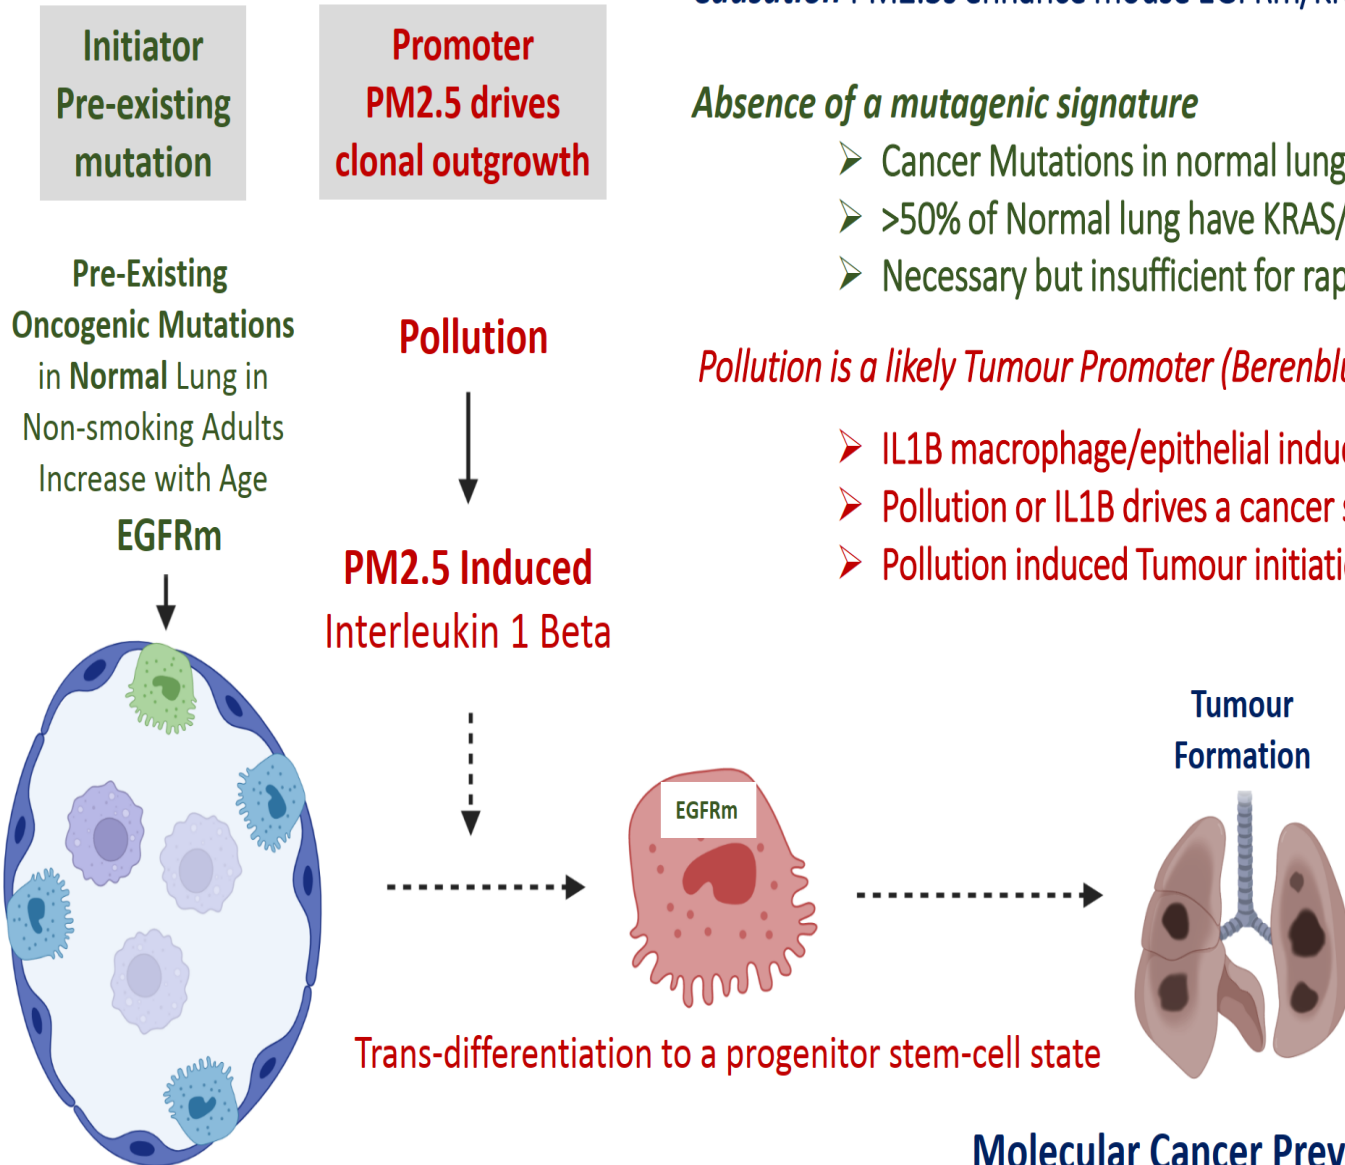 Initiator
Pre-existing
mutation
Promoter
PM2.5 drives
clonal outgrowth
Absence of a mutagenic signature
Cancer Mutations in normal lung
>50% of Normal lung have KRAS/
Necessary but insufficient for
Pre-Existing
Oncogenic Mutations
in Normal Lung in
Non-smoking Adults
Increase with Age
EGFRm
Pollution
PM2.5 Induced
Interleukin 1 Beta
Pollution is a likely Tumour Promoter
IL1B macrophage/epithelial
Pollution or IL1B drives a cancer
Pollution induced Tumour
EGFRm
Tumour
Formation
Trans-differentiation to a progenitor stem-cell state
Molecular Cancer